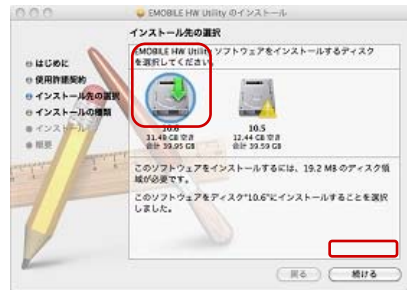 EMOBILE HW Utility のインストール
インストール先の選択
はじめに
使用許諾契約
インストール先の選択
インストールの種類
インストール
概要
EMOBILE HW Utility ソフトウェアをインストールするディスク
を選択してください。
10.6
31.49 GB 空き
合計 39.95 GB
10.5
12.44 GB 空き
合計 39.59 GB
このソフトウェアをインストールするには、19.2 MB のディスク領
域が必要です。
このソフトウェアをディスク"10.6"にインストールすることを選択
しました。
戻る
続ける